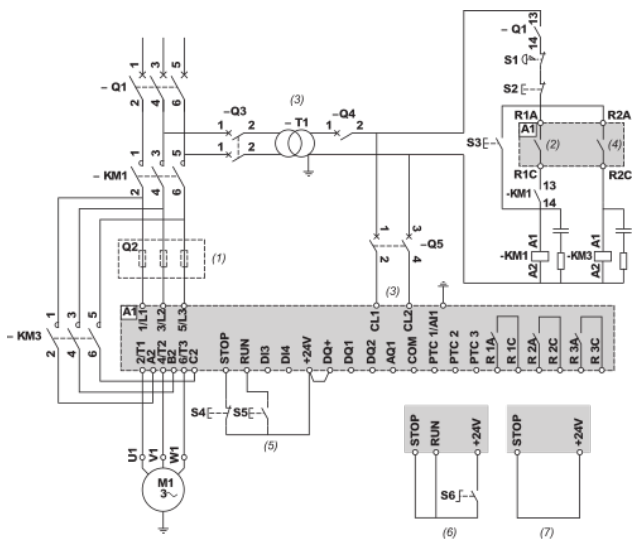 13
– Q1
14
S1
S2
1 3 5
– Q1
2 4 6
– Q3
(3)
1 2
– T1
– Q4
1 2
1 2
R1A R2A
A1
S3
(2) (4)
R1C R2C
13
-KM1
14
1 3 5
– KM1
2 4 6
Q2
(1)
1 3
–Q5
2 4
(3)
A1 A1
-KM1 -KM3
A2 A2
1 3 5
– KM3
2 4 6
A1
1/L1 3/L2 5/L3 CL1 CL2 PTC 1/AI1
2/T1 A2 4/T2 B2 6/T3 C2 STOP RUN DI3 DI4 +24V DQ+ DQ1 DQ2 AQ1 COM PTC 2 PTC 3 R 1A R 1C R 2A R 2C R 3A R 3C
S4 S5
(5)
U1 V1 W1
M1
3~
STOP RUN +24V
S6
(6)
STOP +24V
(7)